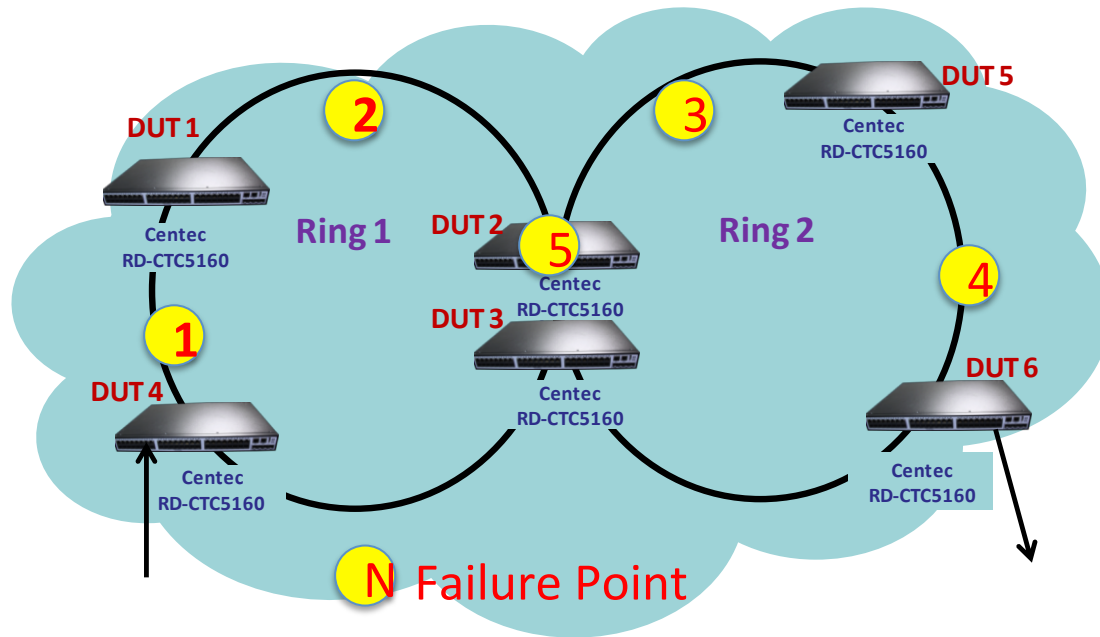 DUT 1
Centec
RD-CTC5160
2
3
DUT 5
Centec
RD-CTC5160
Ring 1
DUT 2
5
Centec
RD-CTC5160
Ring 2
4
1
DUT 3
Centec
RD-CTC5160
DUT 4
Centec
RD-CTC5160
DUT 6
Centec
RD-CTC5160
N Failure Point